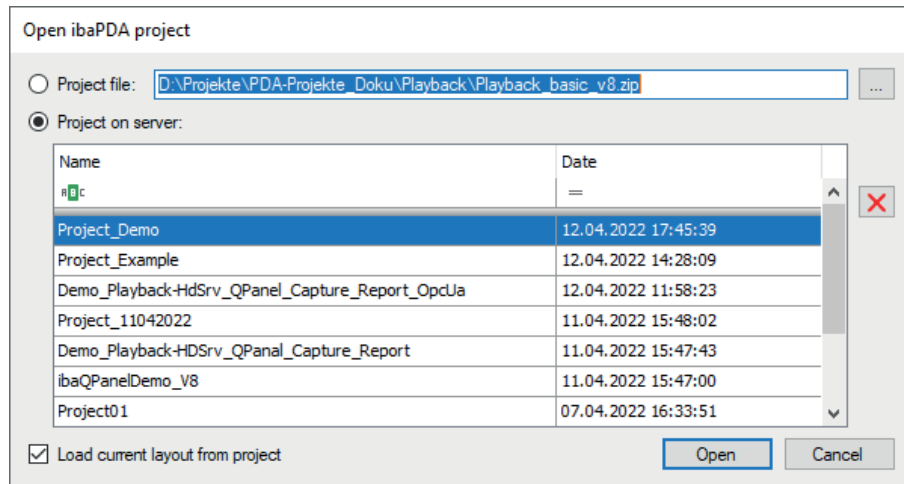 Open ibaPDA project
Project file: D:\Projekte\PDA-Projekte_Doku\Playback\Playback_basic_v8.zip ...
Project on server:
Name Date
ABC =
Project_Demo 12.04.2022 17:45:39
Project_Example 12.04.2022 14:28:09
Demo_Playback-HdSrv_QPanel_Capture_Report_OpcUa 12.04.2022 11:58:23
Project_11042022 11.04.2022 15:48:02
Demo_Playback-HDSrv_QPanal_Capture_Report 11.04.2022 15:47:43
ibaQPanelDemo_V8 11.04.2022 15:47:00
Project01 07.04.2022 16:33:51
Load current layout from project Open Cancel